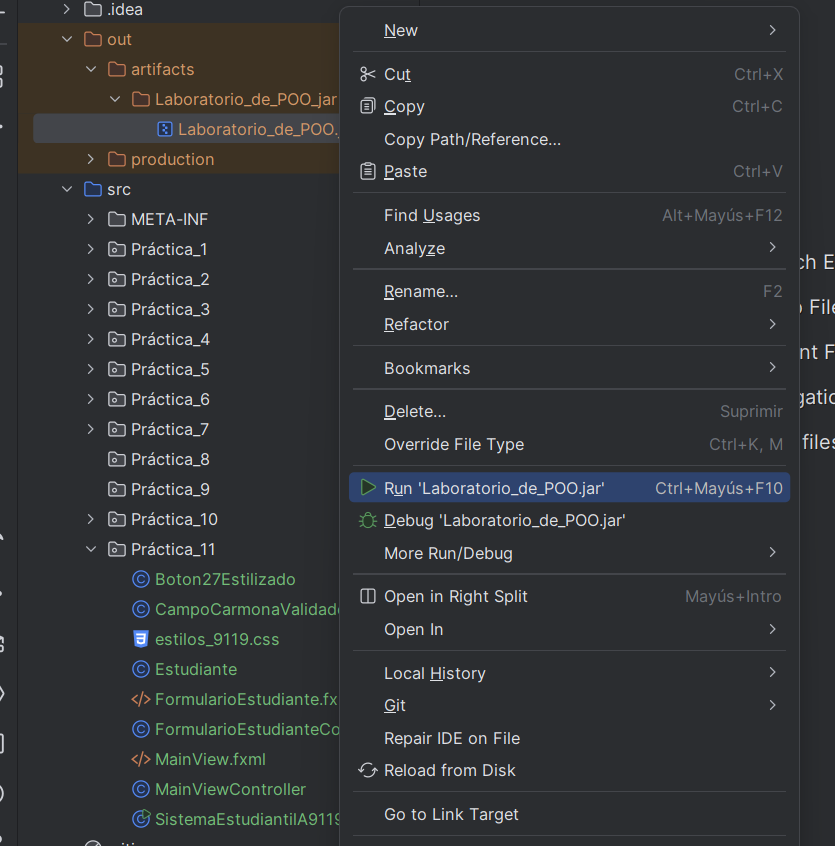 .idea
out
artifacts
Laboratorio_de_POO_jar
Laboratorio_de_POO.
production
src
META-INF
Práctica_1
Práctica_2
Práctica_3
Práctica_4
Práctica_5
Práctica_6
Práctica_7
Práctica_8
Práctica_9
Práctica_10
Práctica_11
Boton27Estilizado
CampoCarmonaValidado
estilos_9119.css
Estudiante
FormularioEstudiante.fx
FormularioEstudianteCo
MainView.fxml
MainViewController
SistemaEstudiantilA9119
New
Cut Ctrl+X
Copy Ctrl+C
Copy Path/Reference...
Paste Ctrl+V
Find Usages Alt+Mayús+F12
Analyze
Rename... F2
Refactor
Bookmarks
Delete... Suprimir
Override File Type Ctrl+K, M
Run 'Laboratorio_de_POO.jar' Ctrl+Mayús+F10
Debug 'Laboratorio_de_POO.jar'
More Run/Debug
Open in Right Split Mayús+Intro
Open In
Local History
Git
Repair IDE on File
Reload from Disk
Go to Link Target
ch E
File
nt F
gatio
files